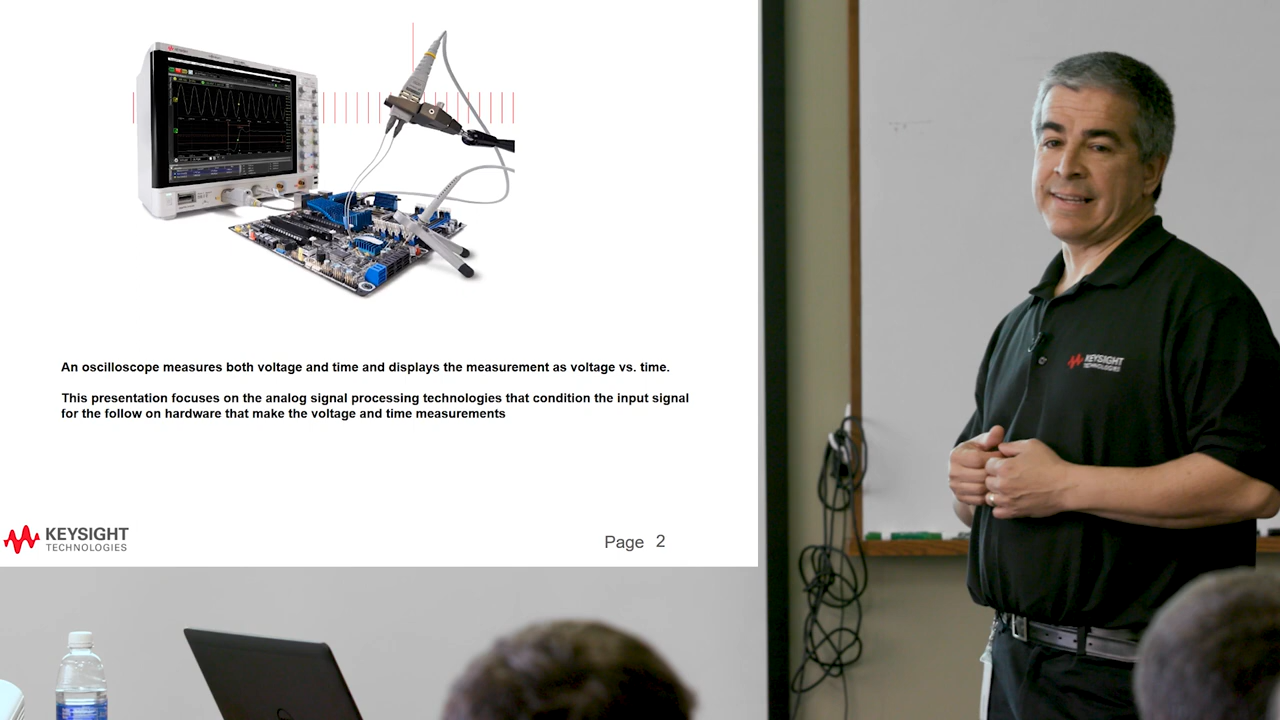 KEYSIGHT
An oscilloscope measures both voltage and time and displays the measurement as voltage vs. time.
This presentation focuses on the analog signal processing technologies that condition the input signal
for the follow on hardware that make the voltage and time measurements
KEYSIGHT
TECHNOLOGIES
Page 2
KEYSIGHT
TECHNOLOGIES